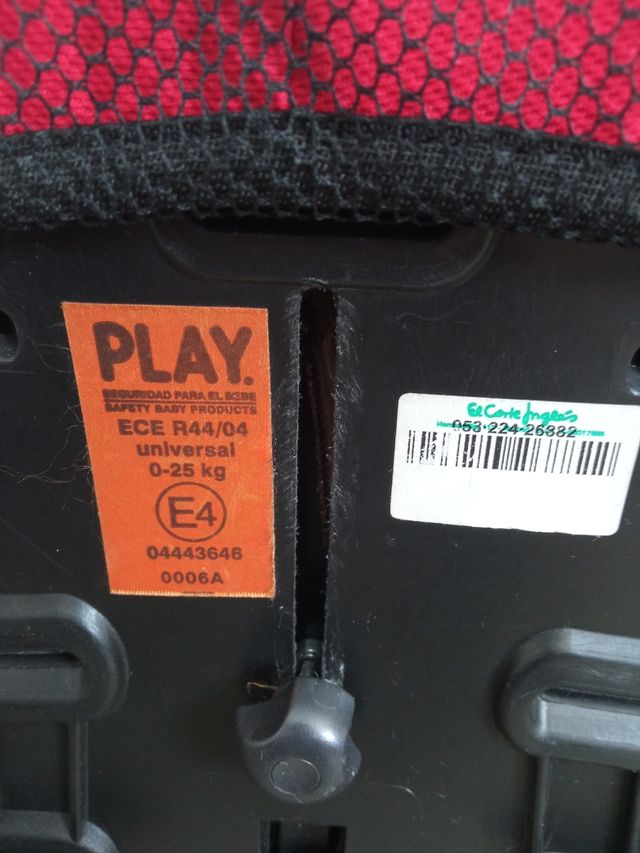 PLAY.
SEGURIDAD PARA EL BEBE
SAFETY BABY PRODUCTS
ECE R44/04
universal
0-25 kg
E4
04443646
0006A
El Corte Inglés
053-224-26382